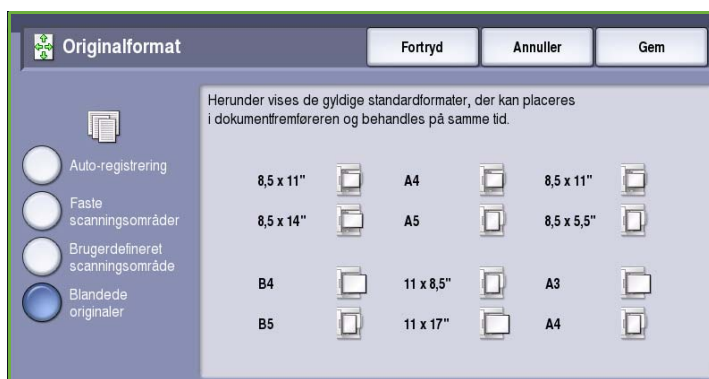 Originalformat
Fortryd
Annuller
Gem
Herunder vises de gyldige standardformater, der kan placeres
i dokumentfremføreren og behandles på samme tid.
Auto-registrering
Faste
scanningsområder
Brugerdefineret
scanningsområde
Blandede
originaler
8,5 x 11" A4 8,5 x 11"
8,5 x 14" A5 8,5 x 5,5"
B4 11 x 8,5" A3
B5 11 x 17" A4